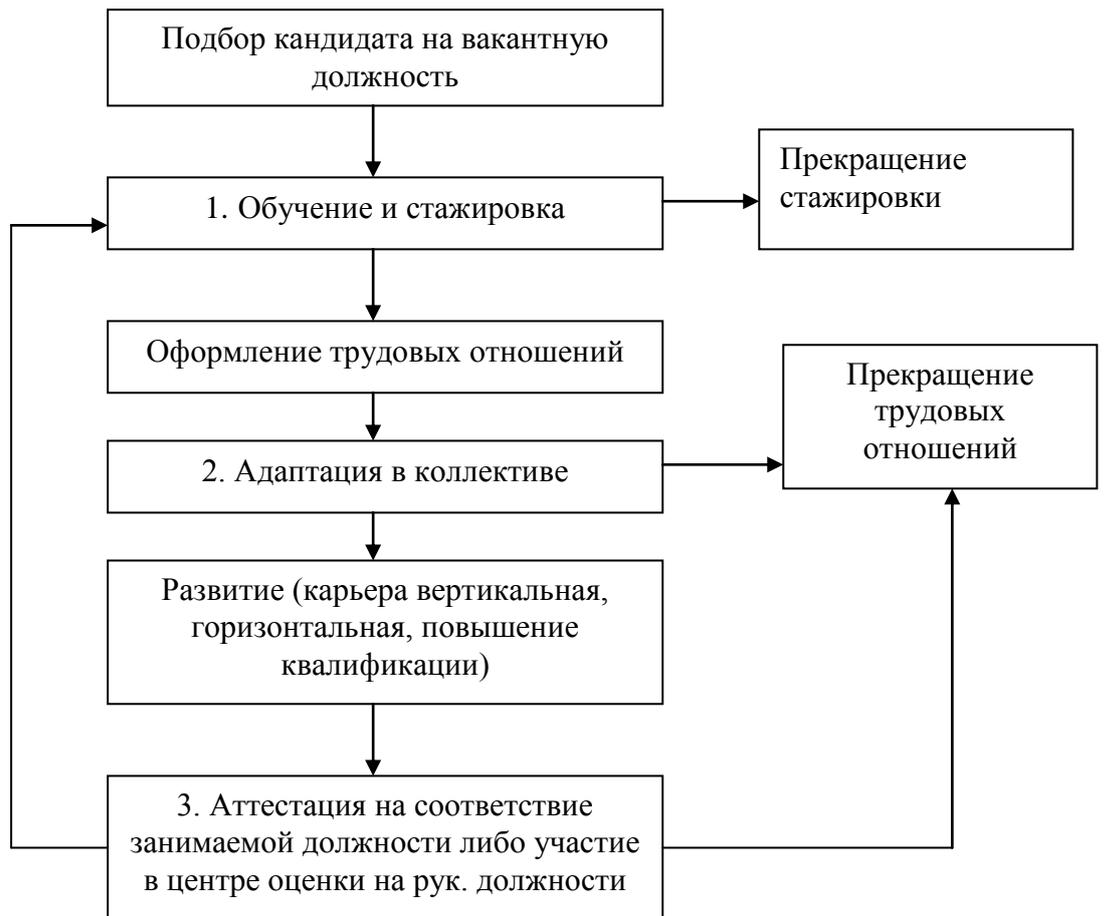 Подбор кандидата на вакантную
должность
Прекращение
стажировки
1. Обучение и стажировка
Оформление трудовых отношений
Прекращение
трудовых
отношений
2. Адаптация в коллективе
Развитие (карьера вертикальная,
горизонтальная, повышение
квалификации)
3. Аттестация на соответствие
занимаемой должности либо участие
в центре оценки на рук. должности